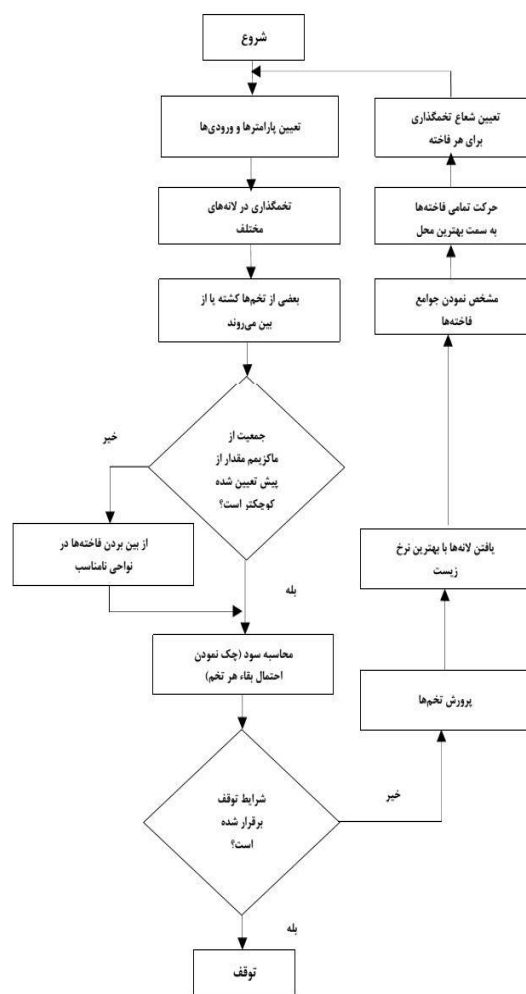 شروع
تعیین پارامترها و ورودی‌ها
تخمگذاری در لانه‌های
مختلف
بعضی از تخم‌ها کشته یا از
بین می‌روند
جمعیت از
ماکزیمم مقدار از
پیش تعیین شده
کوچکتر است؟
خیر
از بین بردن فاخته‌ها در
نواحی نامناسب
بله
محاسبه سود (چک نمودن
احتمال بقاء هر تخم)
شرایط توقف
برقرار شده
است؟
بله
توقف
خیر
پرورش تخم‌ها
یافتن لانه‌ها با بهترین نرخ
زیست
مشخص نمودن جوامع
فاخته‌ها
حرکت تمامی فاخته‌ها
به سمت بهترین محل
تعیین شعاع تخمگذاری
برای هر فاخته